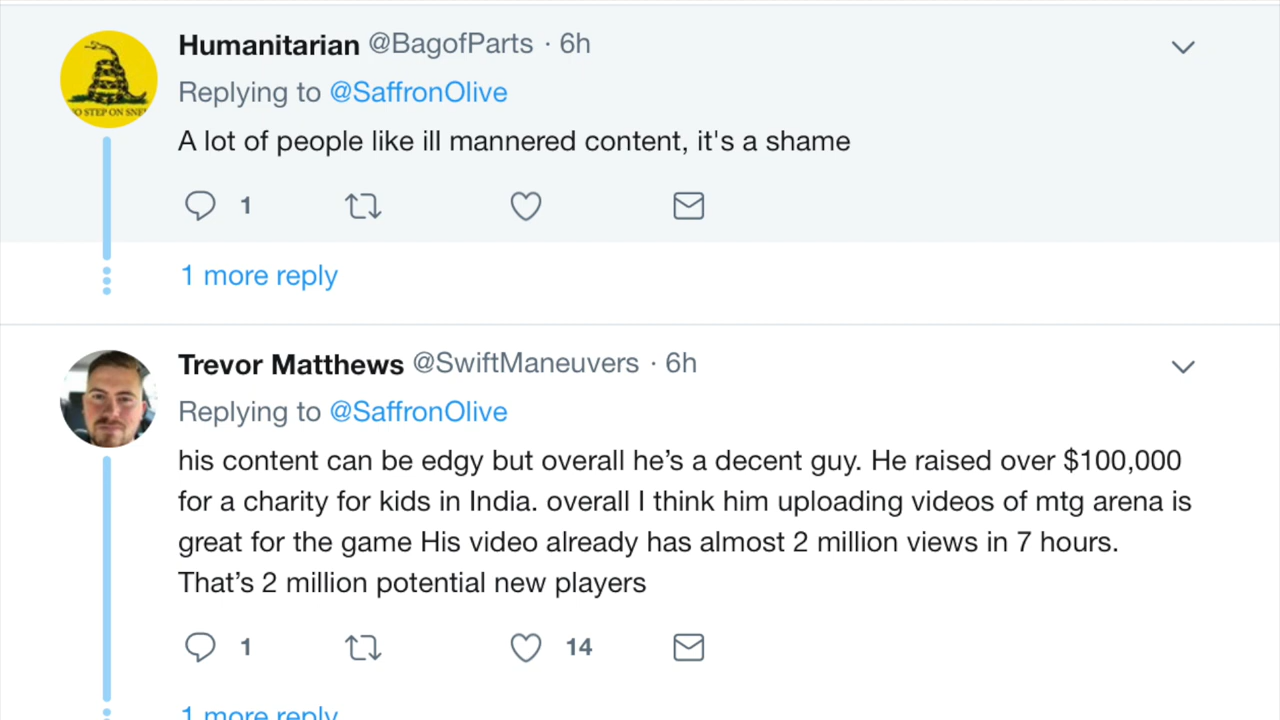 Humanitarian @BagofParts · 6h
Replying to @SaffronOlive
O STEP ON SNE
A lot of people like ill mannered content, it's a shame
1
1 more reply
Trevor Matthews @SwiftManeuvers · 6h
Replying to @SaffronOlive
his content can be edgy but overall he’s a decent guy. He raised over $100,000
for a charity for kids in India. overall I think him uploading videos of mtg arena is
great for the game His video already has almost 2 million views in 7 hours.
That’s 2 million potential new players
1 14
1 more reply